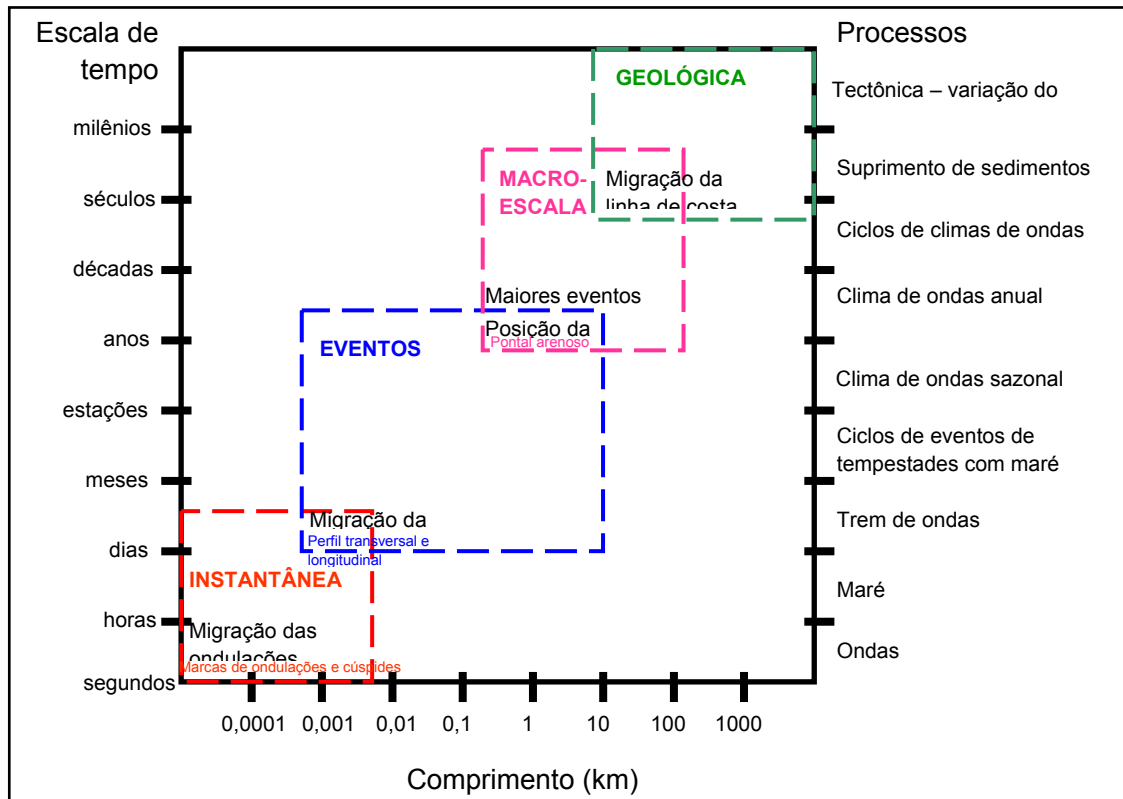 Escala de
tempo
milênios
séculos
décadas
anos
estações
meses
dias
horas
segundos
GEOLÓGICA
MACRO-
ESCALA
Migração da
linha de costa
Maiores eventos
Posição da
Pontal arenoso
EVENTOS
Migração da
Perfil transversal e
longitudinal
INSTANTÂNEA
Migração das
ondulações
Marcas de ondulações e cúspides
Processos
Tectônica – variação do
Suprimento de sedimentos
Ciclos de climas de ondas
Clima de ondas anual
Clima de ondas sazonal
Ciclos de eventos de
tempestades com maré
Trem de ondas
Maré
Ondas
0,0001 0,001 0,01 0,1 1 10 100 1000
Comprimento (km)